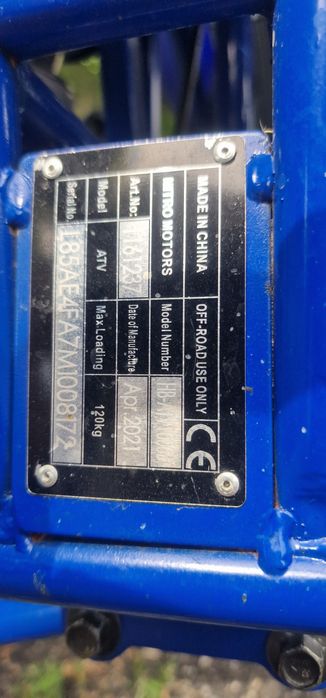 MADE IN CHINA OFF-ROAD USE ONLY CE
NITRO MOTORS Model Number
Art.No: Date of Manufacture Apr. 2021
Model ATV Max.Loading 120kg
Serial No.